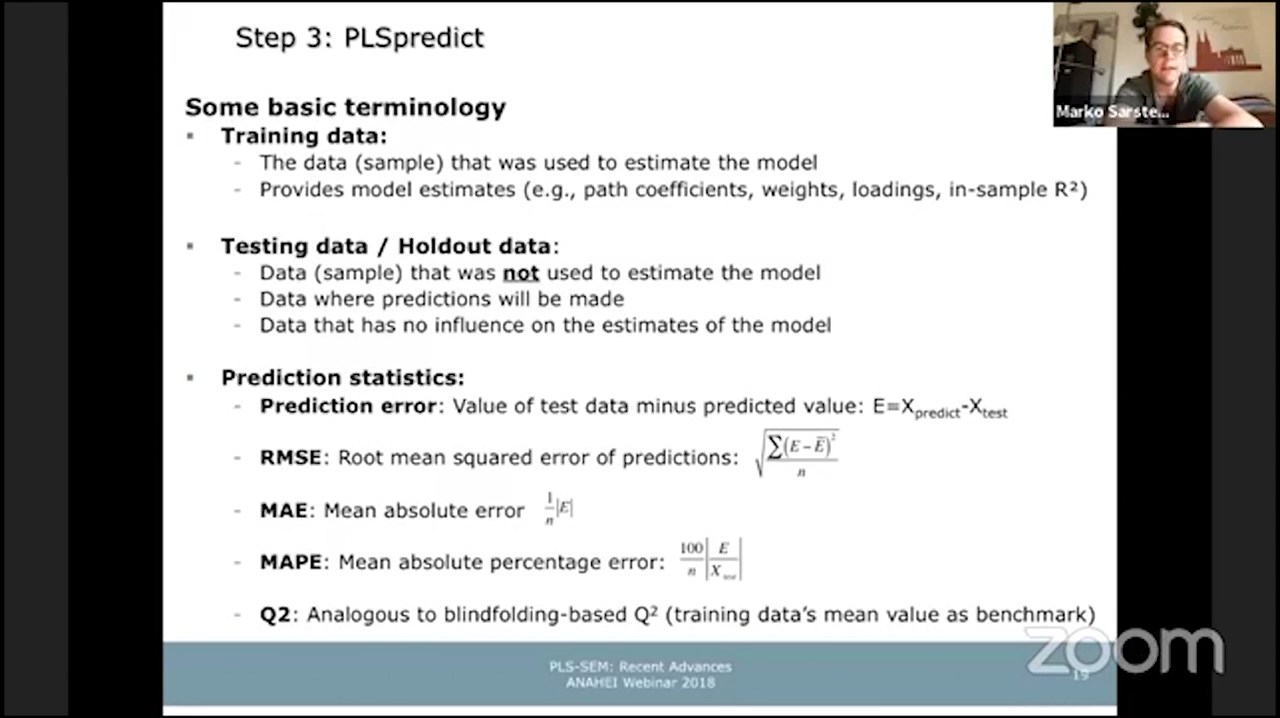 Step 3: PLSpredict
Marko Sarste...
Some basic terminology
▪ Training data:
- The data (sample) that was used to estimate the model
- Provides model estimates (e.g., path coefficients, weights, loadings, in-sample R²)
▪ Testing data / Holdout data:
- Data (sample) that was not used to estimate the model
- Data where predictions will be made
- Data that has no influence on the estimates of the model
▪ Prediction statistics:
- Prediction error: Value of test data minus predicted value: E=Xpredict-Xtest
- RMSE: Root mean squared error of predictions: √(∑(E−Ē)²/n)
- MAE: Mean absolute error 1/n|E|
- MAPE: Mean absolute percentage error: 100/n|E/Xtest|
- Q2: Analogous to blindfolding-based Q² (training data's mean value as benchmark)
zoom
PLS-SEM: Recent Advances
ANAHEI Webinar 2018
19